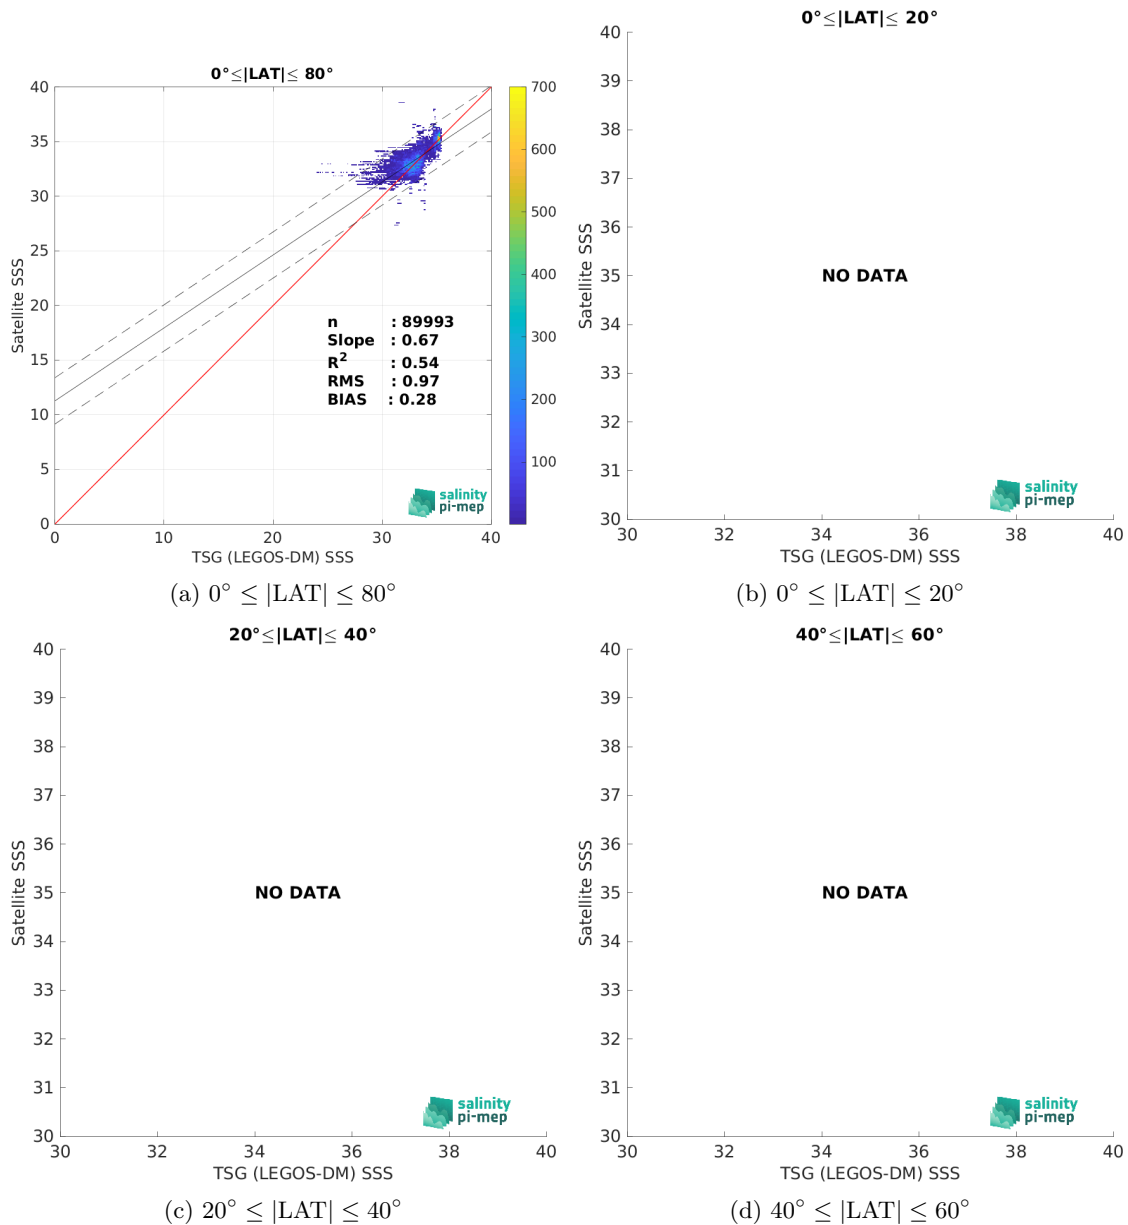 0°≤|LAT|≤ 80°
40
35
30
25
20
15
10
5
0
Satellite SSS
0
10
20
30
40
TSG (LEGOS-DM) SSS
700
600
500
400
300
200
100
n : 89993
Slope : 0.67
R² : 0.54
RMS : 0.97
BIAS : 0.28
salinity
pi-mep
(a) 0° ≤ |LAT| ≤ 80°
0°≤|LAT|≤ 20°
40
39
38
37
36
35
34
33
32
31
30
Satellite SSS
NO DATA
30
32
34
36
38
40
TSG (LEGOS-DM) SSS
salinity
pi-mep
(b) 0° ≤ |LAT| ≤ 20°
20°≤|LAT|≤ 40°
40
39
38
37
36
35
34
33
32
31
30
Satellite SSS
NO DATA
30
32
34
36
38
40
TSG (LEGOS-DM) SSS
salinity
pi-mep
(c) 20° ≤ |LAT| ≤ 40°
40°≤|LAT|≤ 60°
40
39
38
37
36
35
34
33
32
31
30
Satellite SSS
NO DATA
30
32
34
36
38
40
TSG (LEGOS-DM) SSS
salinity
pi-mep
(d) 40° ≤ |LAT| ≤ 60°